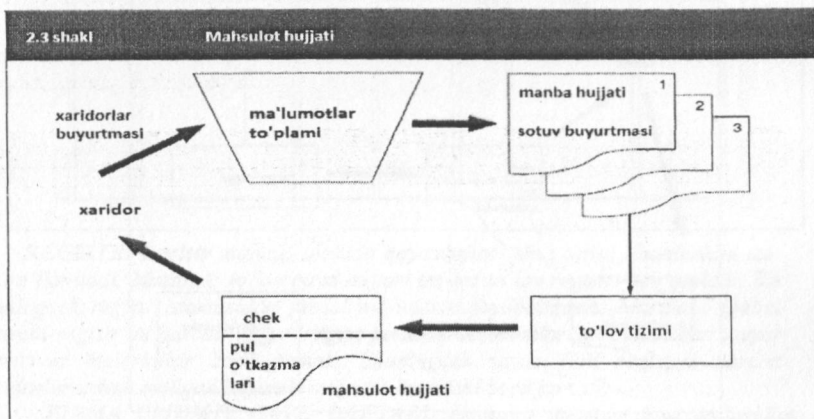 2.3 shakl Mahsulot hujjati
xaridorlar
buyurtmasi
ma'lumotlar
to'plami
manba hujjati 1
sotuv buyurtmasi
2
3
xaridor
chek
pul
o'tkazma
lari
mahsulot hujjati
to'lov tizimi